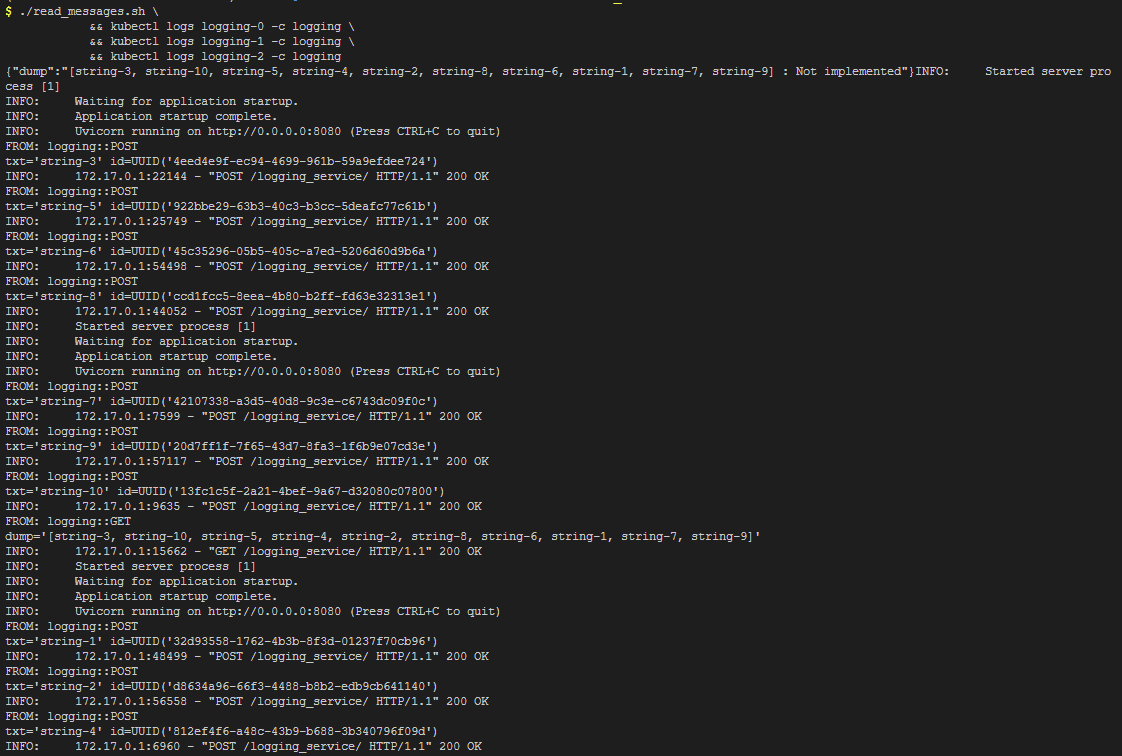 $ ./read_messages.sh \
&& kubectl logs logging-0 -c logging \
&& kubectl logs logging-1 -c logging \
&& kubectl logs logging-2 -c logging
{"dump":"[string-3, string-10, string-5, string-4, string-2, string-8, string-6, string-1, string-7, string-9] : Not implemented"}INFO:     Started server pro
cess [1]
INFO:     Waiting for application startup.
INFO:     Application startup complete.
INFO:     Uvicorn running on http://0.0.0.0:8080 (Press CTRL+C to quit)
FROM: logging::POST
txt='string-3' id=UUID('4eed4e9f-ec94-4699-961b-59a9efdee724')
INFO:     172.17.0.1:22144 - "POST /logging_service/ HTTP/1.1" 200 OK
FROM: logging::POST
txt='string-5' id=UUID('922bbe29-63b3-40c3-b3cc-5deafc77c61b')
INFO:     172.17.0.1:25749 - "POST /logging_service/ HTTP/1.1" 200 OK
FROM: logging::POST
txt='string-6' id=UUID('45c35296-05b5-405c-a7ed-5206d60d9b6a')
INFO:     172.17.0.1:54498 - "POST /logging_service/ HTTP/1.1" 200 OK
FROM: logging::POST
txt='string-8' id=UUID('ccd1fcc5-8eea-4b80-b2ff-fd63e32313e1')
INFO:     172.17.0.1:44052 - "POST /logging_service/ HTTP/1.1" 200 OK
INFO:     Started server process [1]
INFO:     Waiting for application startup.
INFO:     Application startup complete.
INFO:     Uvicorn running on http://0.0.0.0:8080 (Press CTRL+C to quit)
FROM: logging::POST
txt='string-7' id=UUID('42107338-a3d5-40d8-9c3e-c6743dc09f0c')
INFO:     172.17.0.1:7599 - "POST /logging_service/ HTTP/1.1" 200 OK
FROM: logging::POST
txt='string-9' id=UUID('20d7ff1f-7f65-43d7-8fa3-1f6b9e07cd3e')
INFO:     172.17.0.1:57117 - "POST /logging_service/ HTTP/1.1" 200 OK
FROM: logging::POST
txt='string-10' id=UUID('13fc1c5f-2a21-4bef-9a67-d32080c07800')
INFO:     172.17.0.1:9635 - "POST /logging_service/ HTTP/1.1" 200 OK
FROM: logging::GET
dump='[string-3, string-10, string-5, string-4, string-2, string-8, string-6, string-1, string-7, string-9]'
INFO:     172.17.0.1:15662 - "GET /logging_service/ HTTP/1.1" 200 OK
INFO:     Started server process [1]
INFO:     Waiting for application startup.
INFO:     Application startup complete.
INFO:     Uvicorn running on http://0.0.0.0:8080 (Press CTRL+C to quit)
FROM: logging::POST
txt='string-1' id=UUID('32d93558-1762-4b3b-8f3d-01237f70cb96')
INFO:     172.17.0.1:48499 - "POST /logging_service/ HTTP/1.1" 200 OK
FROM: logging::POST
txt='string-2' id=UUID('d8634a96-66f3-4488-b8b2-edb9cb641140')
INFO:     172.17.0.1:56558 - "POST /logging_service/ HTTP/1.1" 200 OK
FROM: logging::POST
txt='string-4' id=UUID('812ef4f6-a48c-43b9-b688-3b340796f09d')
INFO:     172.17.0.1:6960 - "POST /logging_service/ HTTP/1.1" 200 OK